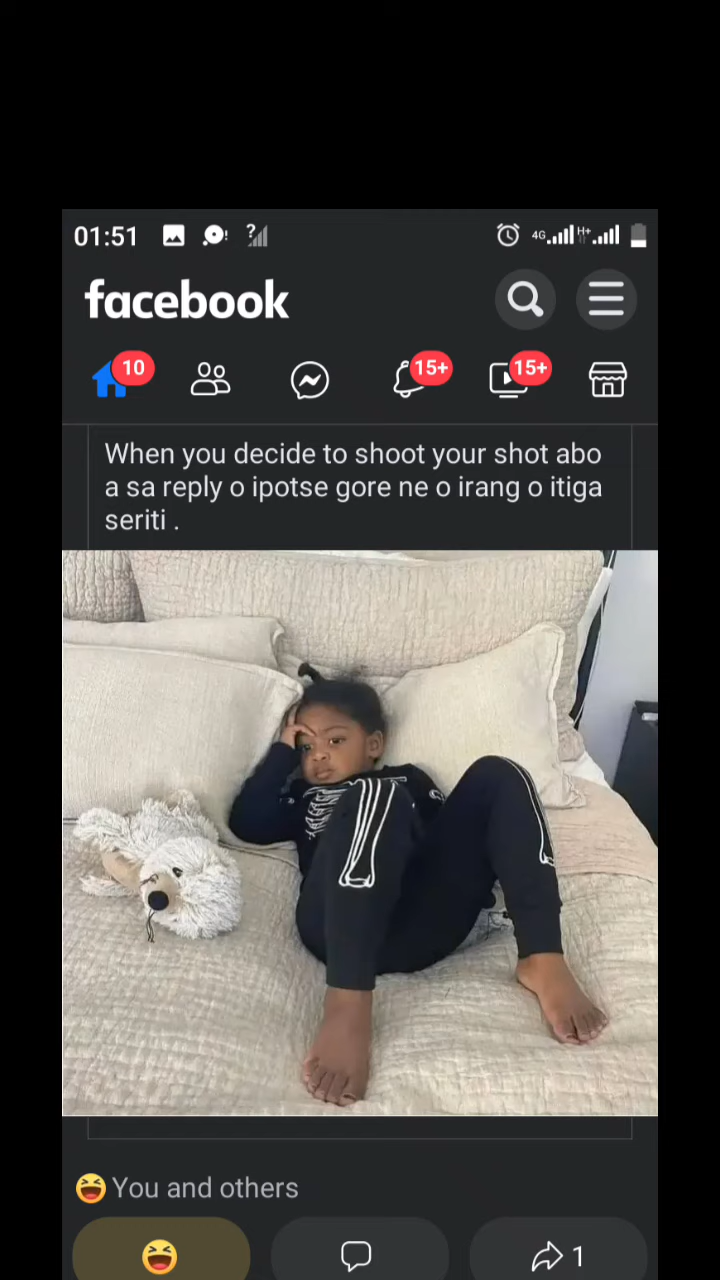 01:51
4G H+
facebook
10
15+
15+
When you decide to shoot your shot abo
a sa reply o ipotse gore ne o irang o itiga
seriti .
You and others
1